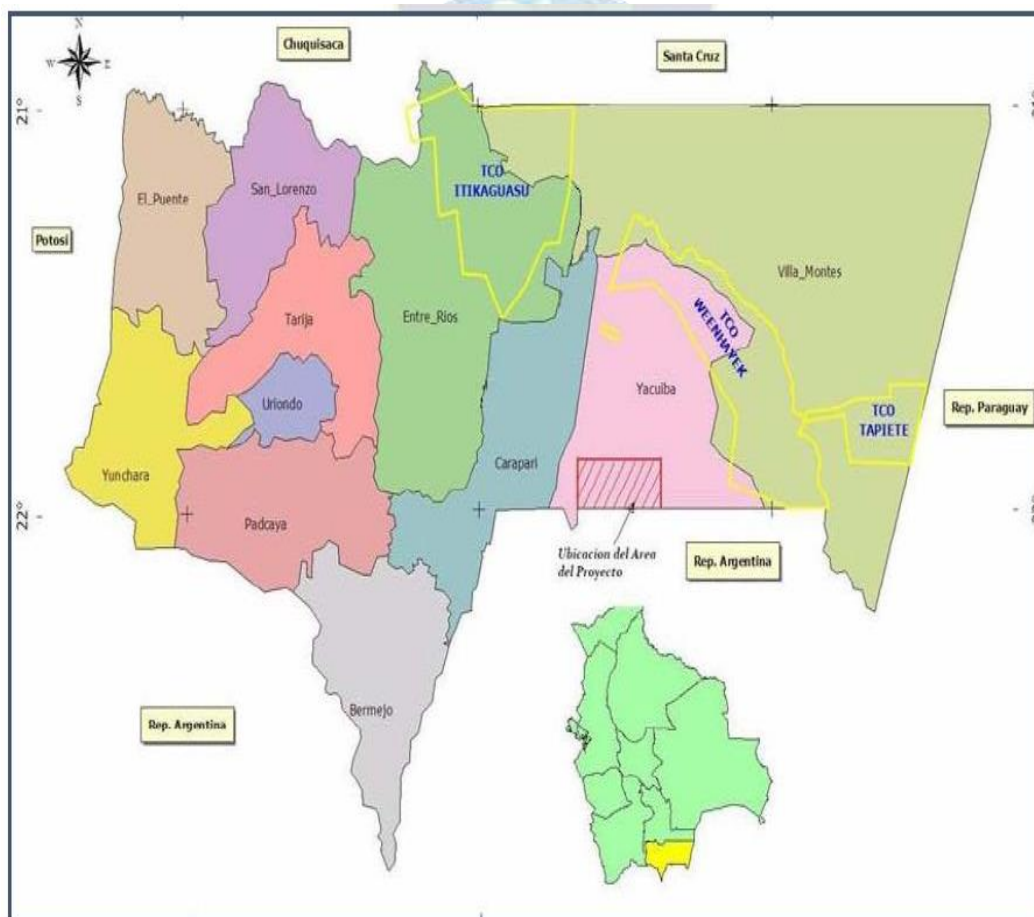 N
W E
S
Chuquisaca
Santa Cruz
21°
El_Puente
San_Lorenzo
TCO
ITIKAGUASU
Potosi
Villa_Montes
Tarija
Entre_Rios
TCO
WEENHAYEK
Uriondo
Yacuiba
Rep. Paraguay
TCO
TAPIETE
Yunchara
Carapari
Padcaya
22°
Ubicacion del Area
del Proyecto
Rep. Argentina
Bermejo
Rep. Argentina